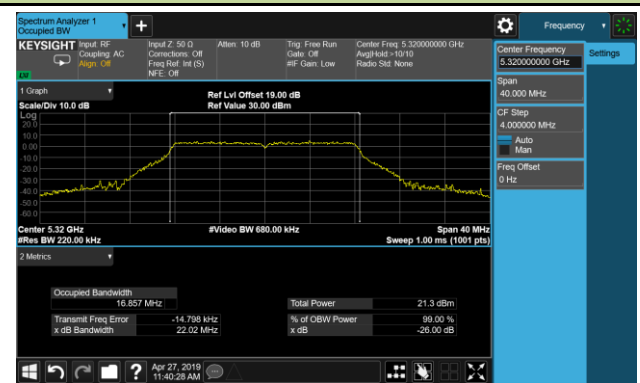 Spectrum Analyzer 1
Occupied BW
Frequency
KEYSIGHT Input: RF Input Z: 50 Ω Atten: 10 dB Trig: Free Run Center Freq: 5.320000000 GHz
Coupling: AC Corrections: Off Gate: Off Avg|Hold:>10/10
Align: Off Freq Ref: Int (S) #IF Gain: Low Radio Std: None
NFE: Off
LXI
1 Graph
Ref Lvl Offset 19.00 dB
Scale/Div 10.0 dB Ref Value 30.00 dBm
Log
20.0
10.0
0.00
-10.0
-20.0
-30.0
-40.0
-50.0
-60.0
Center 5.32 GHz #Video BW 680.00 kHz Span 40 MHz
#Res BW 220.00 kHz Sweep 1.00 ms (1001 pts)
2 Metrics
Occupied Bandwidth
16.857 MHz Total Power 21.3 dBm
Transmit Freq Error -14.798 kHz % of OBW Power 99.00 %
x dB Bandwidth 22.02 MHz x dB -26.00 dB
Center Frequency
5.320000000 GHz
Settings
Span
40.000 MHz
CF Step
4.000000 MHz
Auto
Man
Freq Offset
0 Hz
Apr 27, 2019
11:40:28 AM